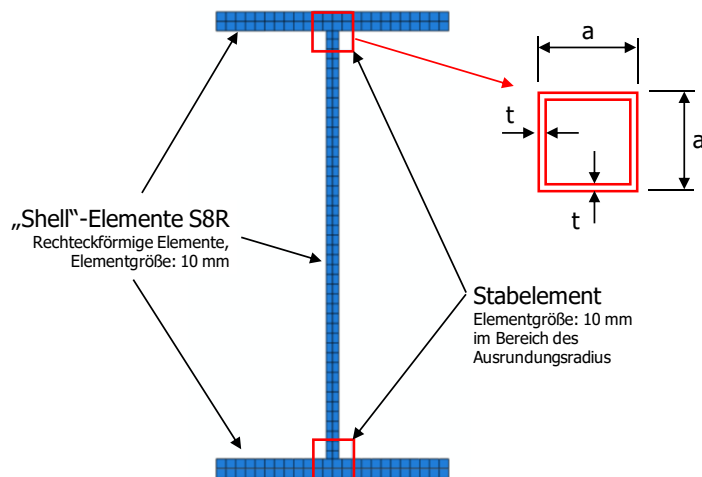 a
t
a
t
„Shell“-Elemente S8R
Rechteckförmige Elemente,
Elementgröße: 10 mm
Stabelement
Elementgröße: 10 mm
im Bereich des
Ausrundungsradius